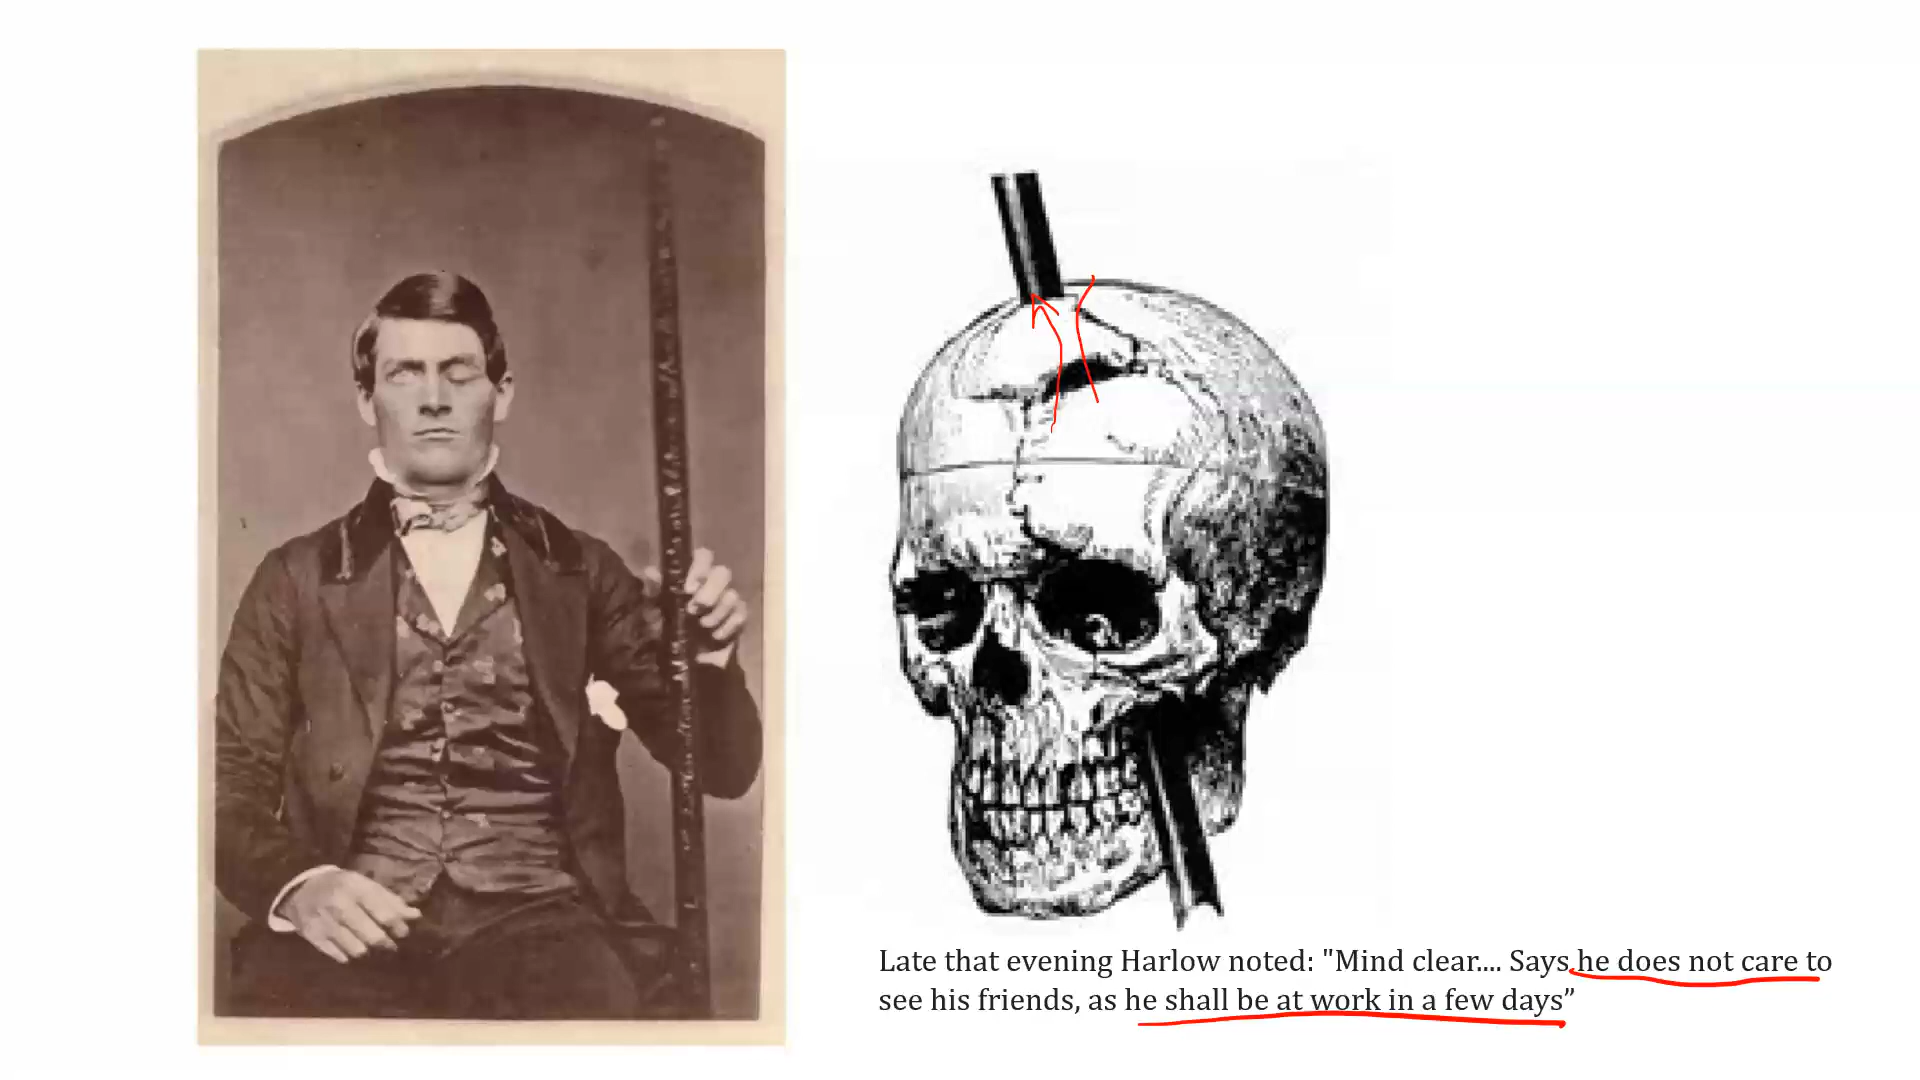 Late that evening Harlow noted: "Mind clear.... Says he does not care to
see his friends, as he shall be at work in a few days”